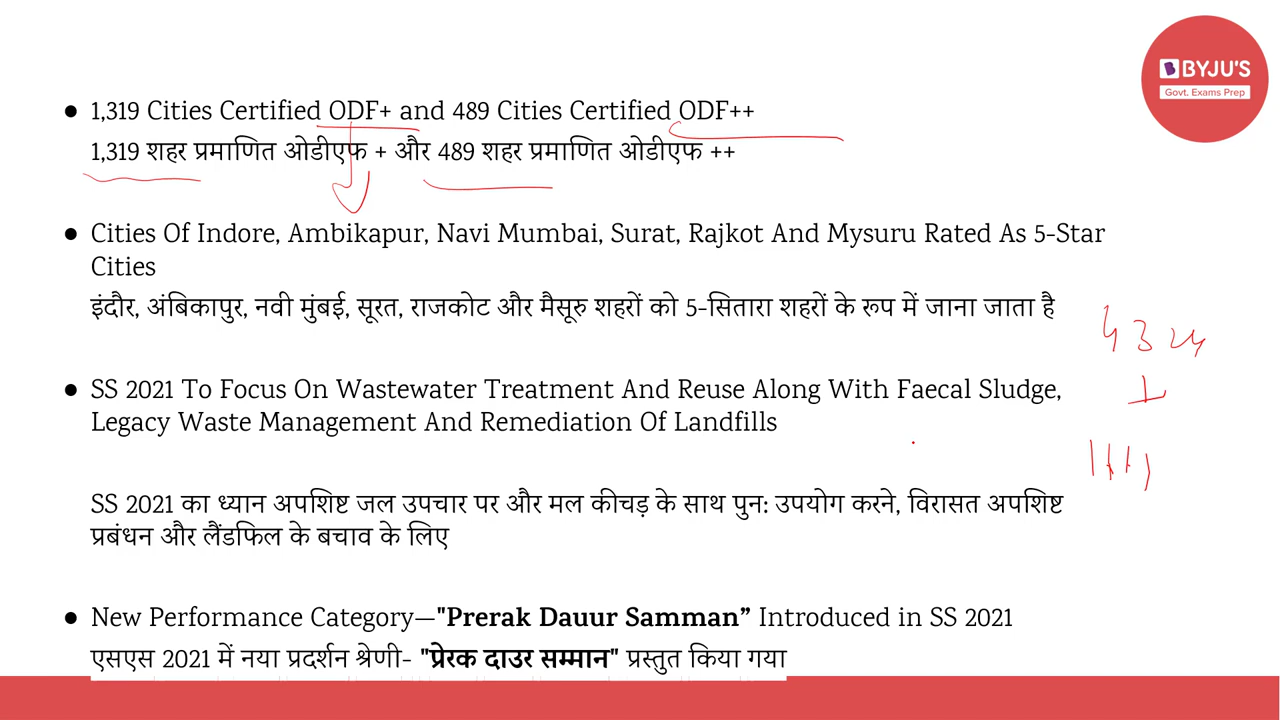 BYJU'S
Govt. Exams Prep
● 1,319 Cities Certified ODF+ and 489 Cities Certified ODF++
1,319 शहर प्रमाणित ओडीएफ + और 489 शहर प्रमाणित ओडीएफ ++
● Cities Of Indore, Ambikapur, Navi Mumbai, Surat, Rajkot And Mysuru Rated As 5-Star
Cities
इंदौर, अंबिकापुर, नवी मुंबई, सूरत, राजकोट और मैसूरु शहरों को 5-सितारा शहरों के रूप में जाना जाता है
● SS 2021 To Focus On Wastewater Treatment And Reuse Along With Faecal Sludge,
Legacy Waste Management And Remediation Of Landfills
SS 2021 का ध्यान अपशिष्ट जल उपचार पर और मल कीचड़ के साथ पुन: उपयोग करने, विरासत अपशिष्ट
प्रबंधन और लैंडफिल के बचाव के लिए
● New Performance Category—"Prerak Dauur Samman” Introduced in SS 2021
एसएस 2021 में नया प्रदर्शन श्रेणी- "प्रेरक दाउर सम्मान" प्रस्तुत किया गया